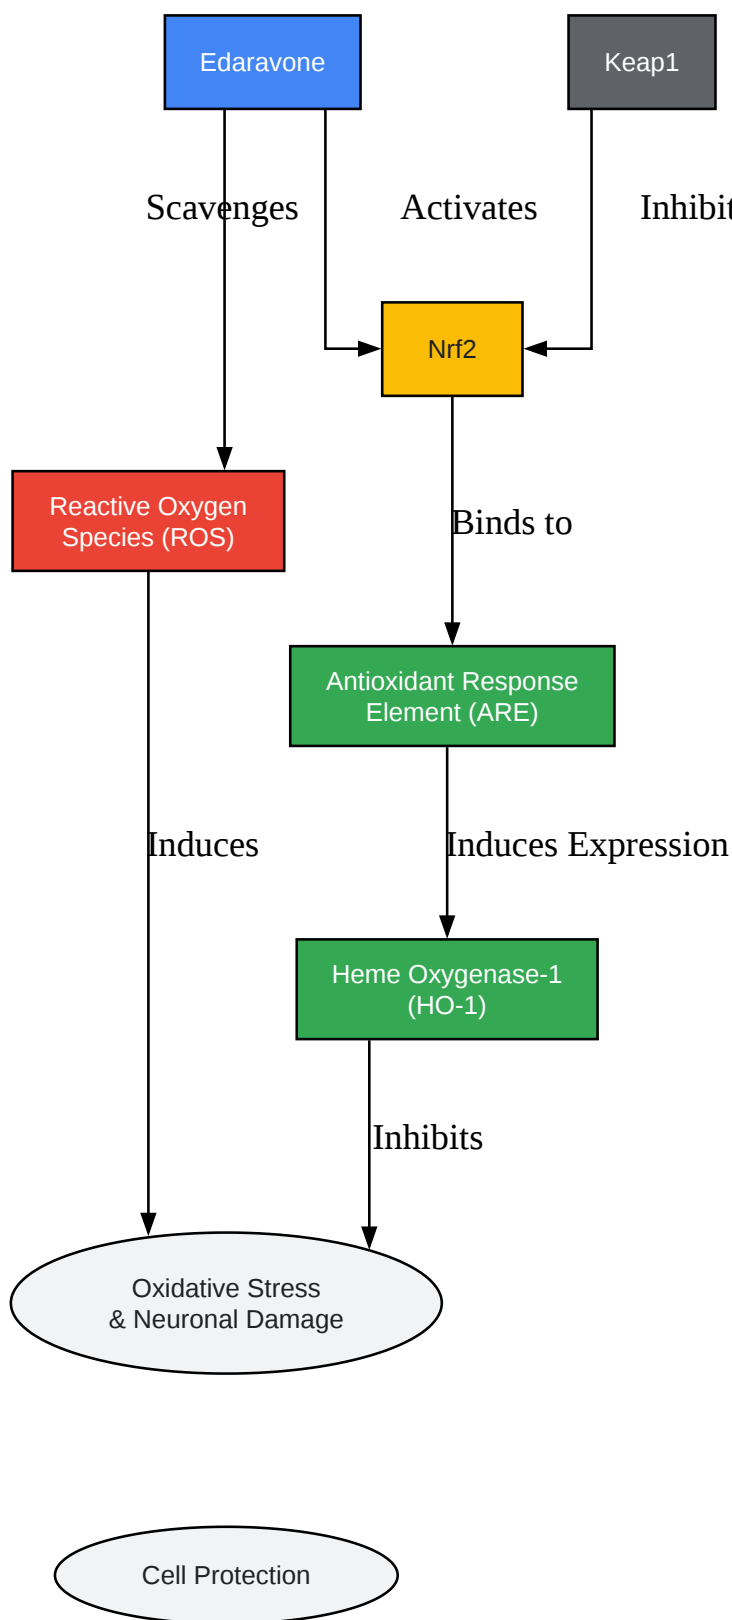 Edaravone
Keap1
Scavenges
Activates
Inhibit
Nrf2
Reactive Oxygen
Species (ROS)
Binds to
Antioxidant Response
Element (ARE)
Induces
Induces Expression
Heme Oxygenase-1
(HO-1)
Inhibits
Oxidative Stress
& Neuronal Damage
Cell Protection